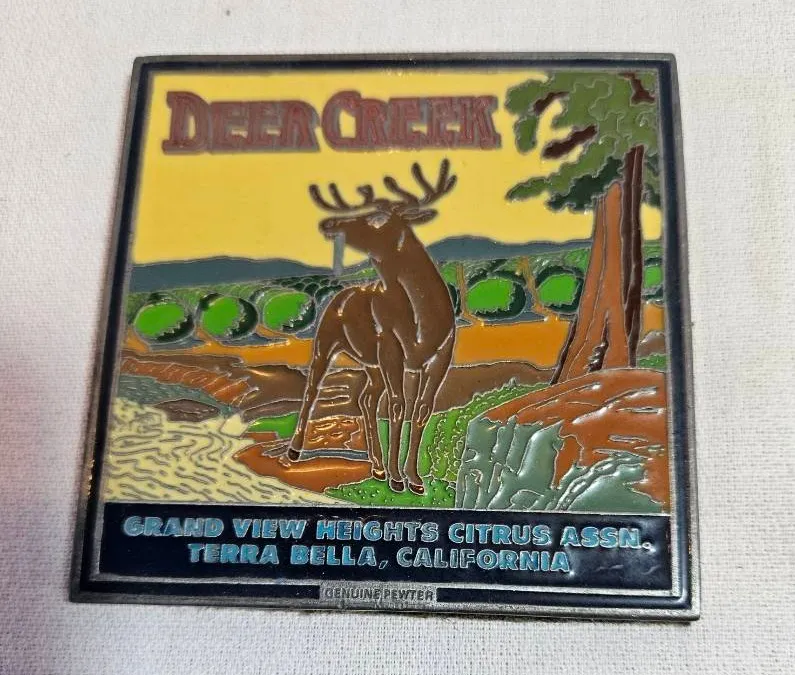 DEER CREEK
GRAND VIEW HEIGHTS CITRUS ASSN.
TERRA BELLA, CALIFORNIA
GENUINE PEWTER